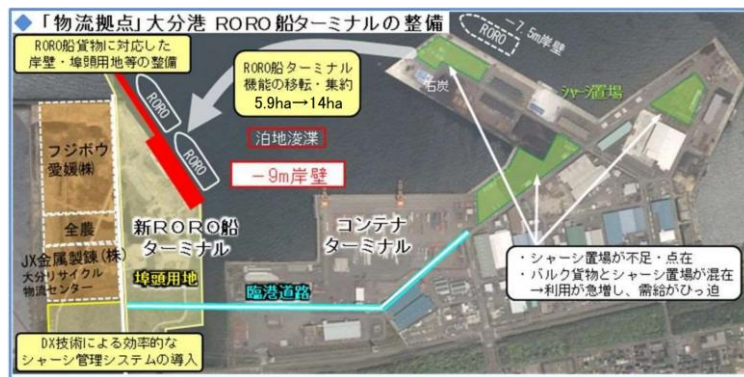 ◆ 「物流拠点」大分港 RORO船ターミナルの整備
RORO船貨物に対応した
岸壁・埠頭用地等の整備
RORO船ターミナル
機能の移転・集約
5.9ha→14ha
RORO
－7.5m岸壁
石炭
シャーシ置場
RORO
RORO
泊地浚渫
－9m岸壁
フジボウ
愛媛㈱
全農
JX金属製錬(株)
大分リサイクル
物流センター
新RORO船
ターミナル
埠頭用地
コンテナ
ターミナル
臨港道路
・シャーシ置場が不足・点在
・バルク貨物とシャーシ置場が混在
→利用が急増し、需給がひっ迫
DX技術による効率的な
シャーシ管理システムの導入